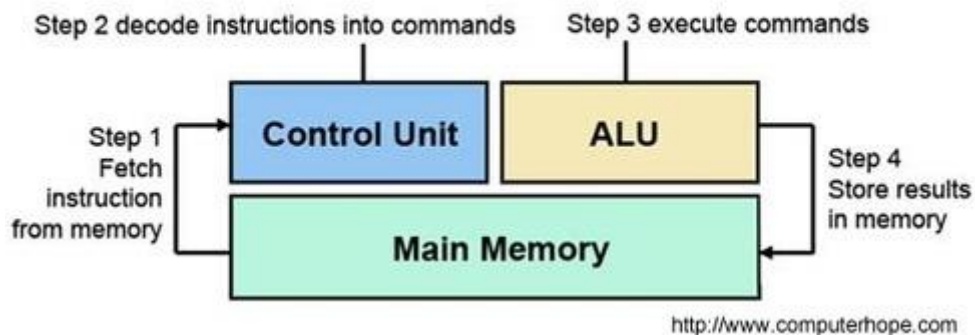 Step 2 decode instructions into commands
Step 3 execute commands
Control Unit
ALU
Step 1
Fetch
instruction
from memory
Step 4
Store results
in memory
Main Memory
http://www.computerhope.com